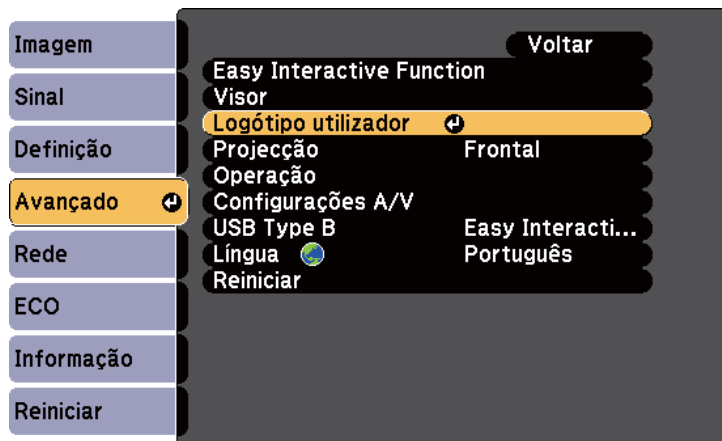 Imagem
Sinal
Definição
Avançado
Rede
ECO
Informação
Reiniciar
Voltar
Easy Interactive Function
Visor
Logótipo utilizador
Projecção Frontal
Operação
Configurações A/V
USB Type B Easy Interacti...
Língua Português
Reiniciar